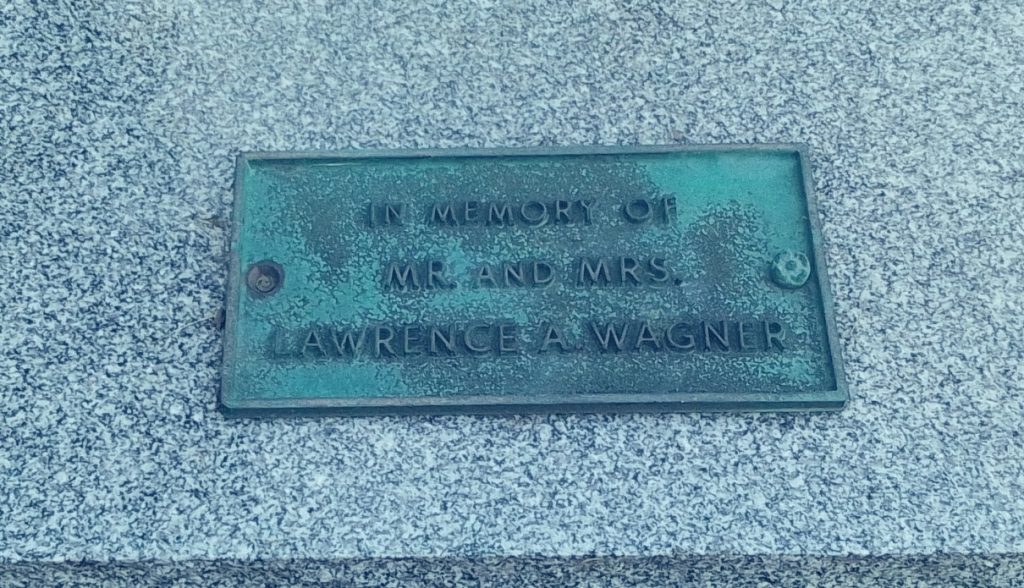 IN MEMORY OF
MR. AND MRS.
LAWRENCE A. WAGNER